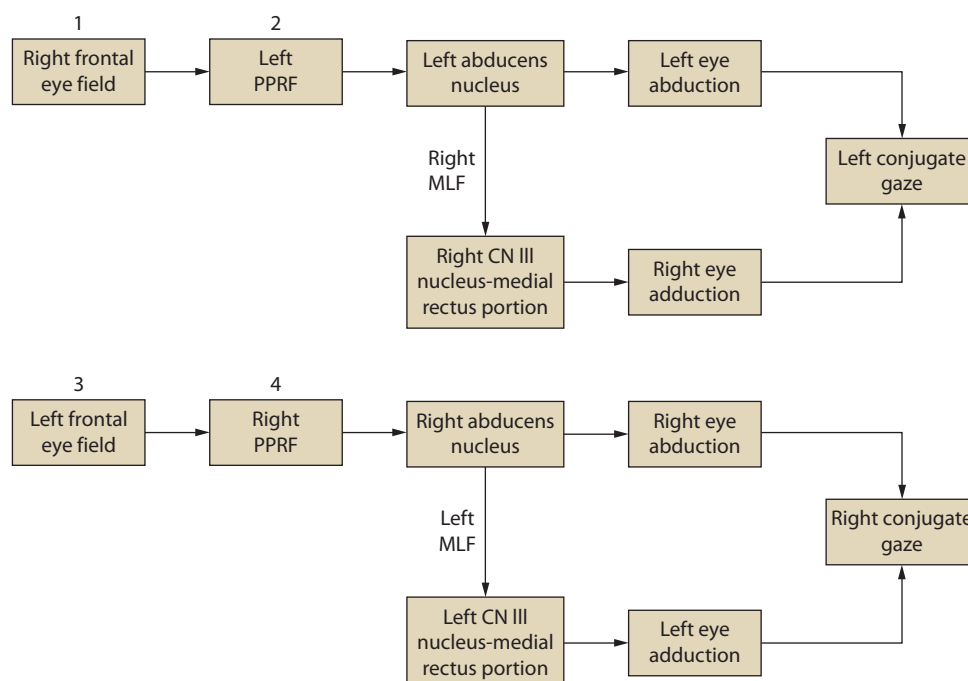 1
2
Right frontal
eye field
Left
PPRF
Left abducens
nucleus
Left eye
abduction
Right
MLF
Left conjugate
gaze
Right CN lll
nucleus-medial
rectus portion
Right eye
adduction
3
4
Left frontal
eye field
Right
PPRF
Right abducens
nucleus
Right eye
abduction
Left
MLF
Right conjugate
gaze
Left CN lll
nucleus-medial
rectus portion
Left eye
adduction